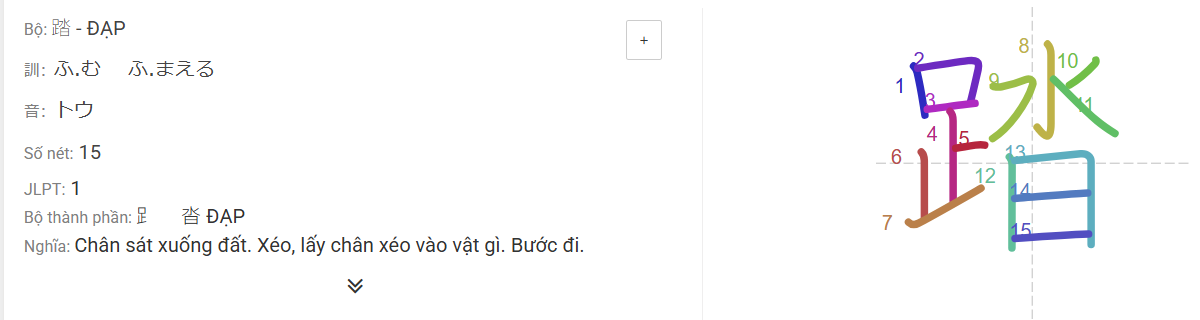 Bộ: 踏 - ĐẠP
+
訓: ふ.む ふ.まえる
音: トウ
Số nét: 15
JLPT: 1
Bộ thành phần: 𧾷 沓 ĐẠP
Nghĩa: Chân sát xuống đất. Xéo, lấy chân xéo vào vật gì. Bước đi.
踏
1
2
3
4
5
6
7
8
9
10
11
12
13
14
15